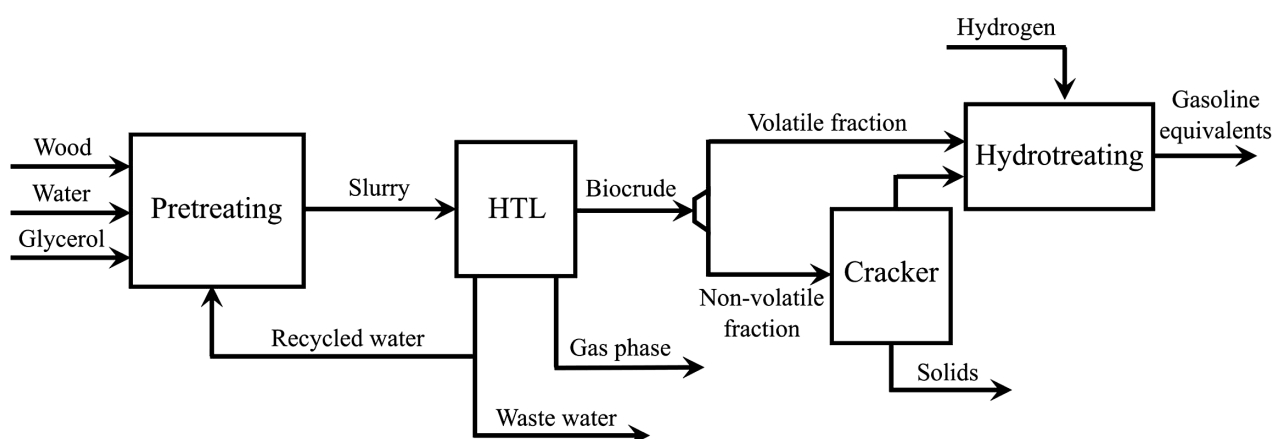 Hydrogen
Gasoline
equivalents
Volatile fraction
Hydrotreating
Wood
Water
Glycerol
Pretreating
Slurry
HTL
Biocrude
Cracker
Non-volatile
fraction
Recycled water
Gas phase
Solids
Waste water